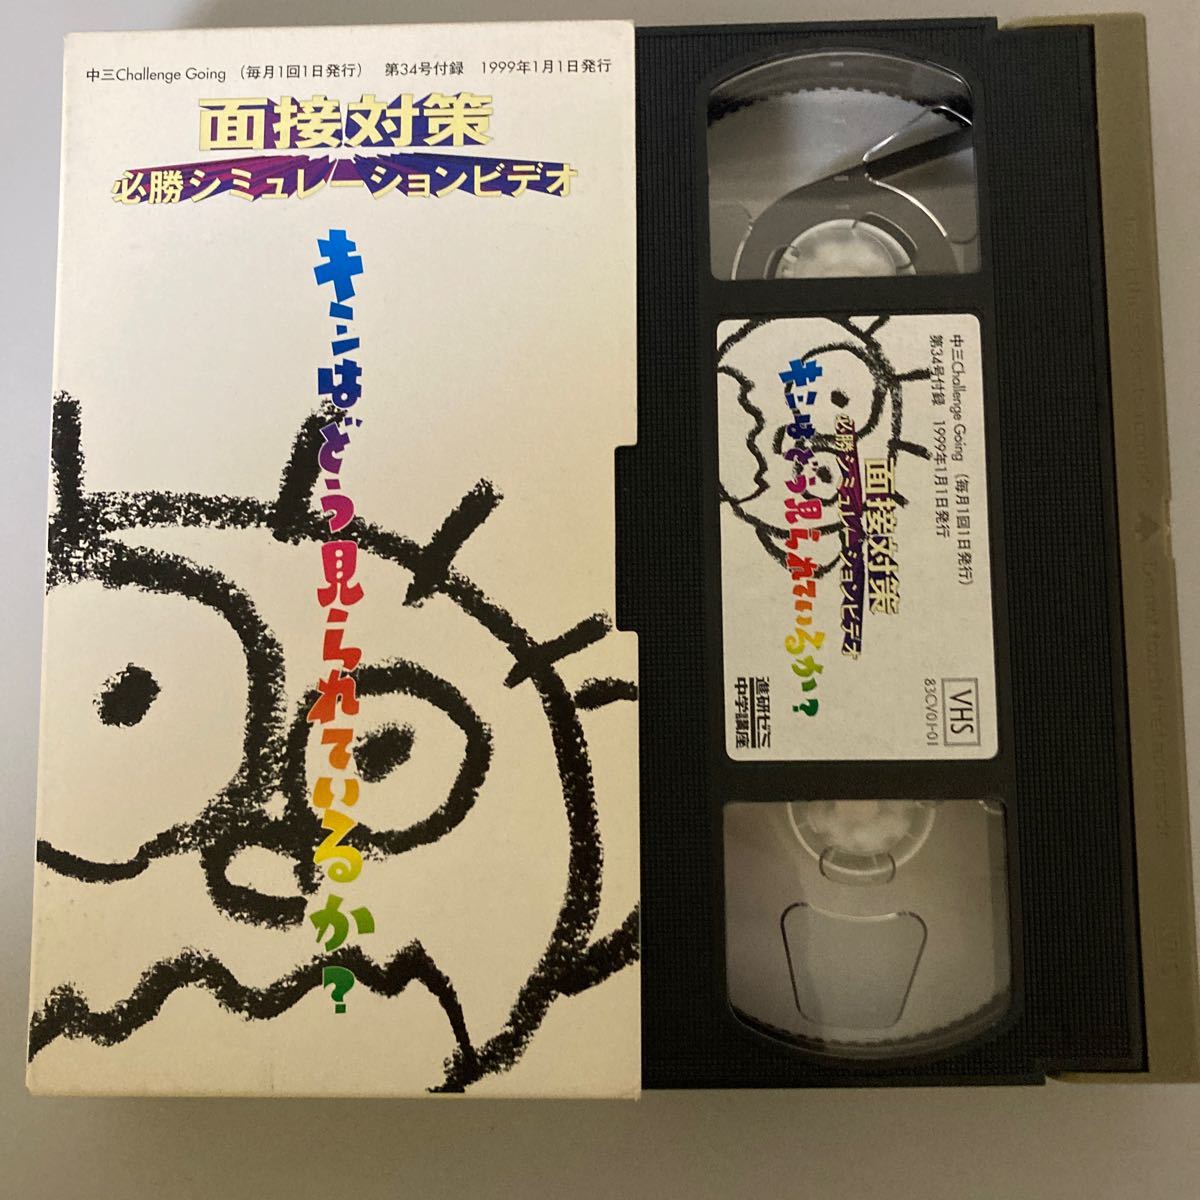 中三Challenge Going （毎月1回1日発行） 第34号付録 1999年1月1日発行
面接対策
必勝シミュレーションビデオ
キミはどう見られているか？
中三Challenge Going （毎月1回1日発行）
第34号付録 1999年1月1日発行
面接対策
必勝シミュレーションビデオ
キミはどう見られているか？
進研ゼミ
中学講座
VHS
83CV01-01